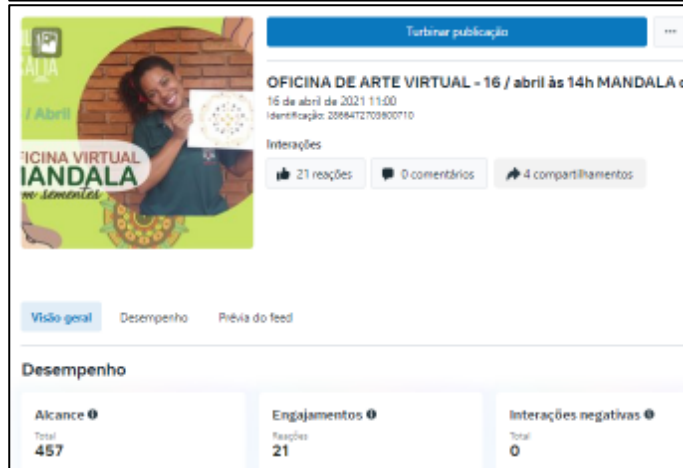 Turbinar publicação
...
OFICINA DE ARTE VIRTUAL - 16 / abril às 14h MANDALA
16 de abril de 2021 11:00
Interações
21 reações
0 comentários
4 compartilhamentos
/ Abril
FICINA VIRTUAL
MANDALA
sementes
Visão geral
Desempenho
Prévia do feed
Desempenho
Alcance
Total
457
Engajamentos
Reações
21
Interações negativas
Total
0